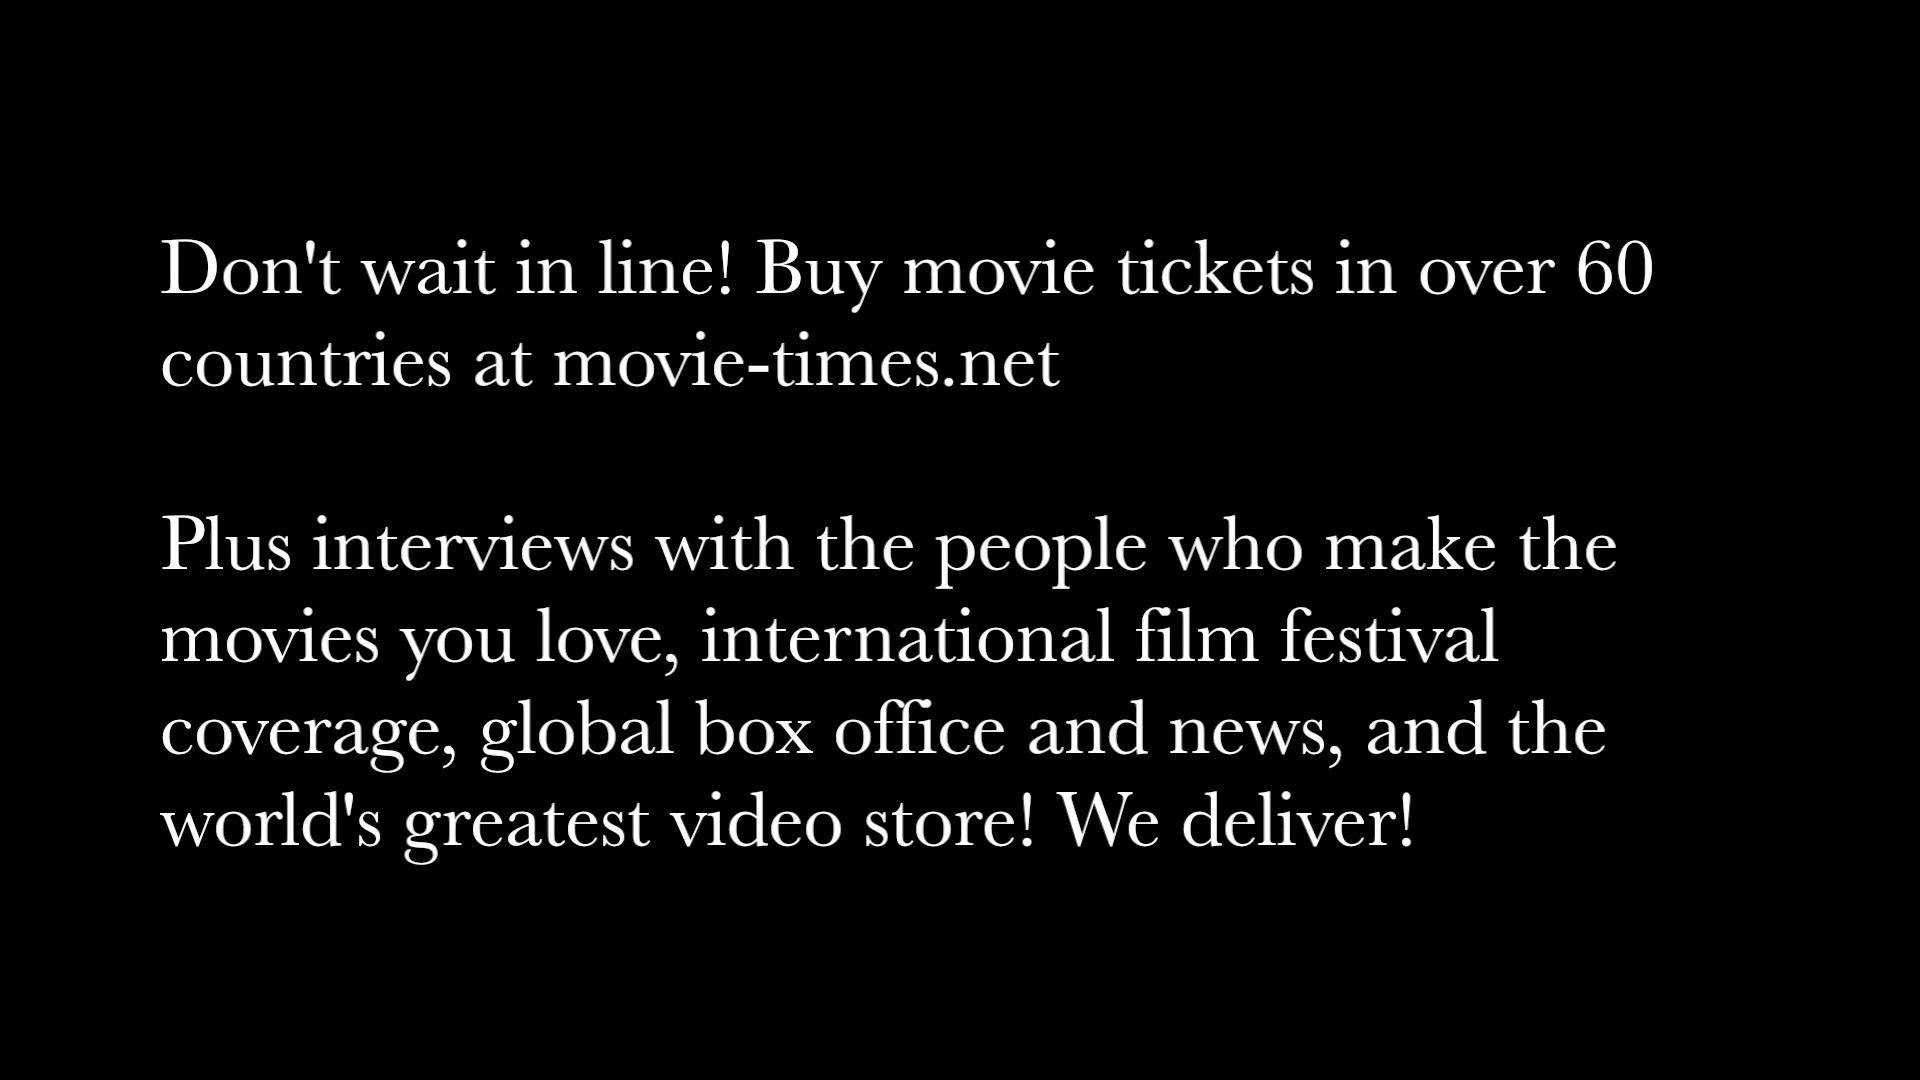 Don't wait in line! Buy movie tickets in over 60
countries at movie-times.net
Plus interviews with the people who make the
movies you love, international film festival
coverage, global box office and news, and the
world's greatest video store! We deliver!